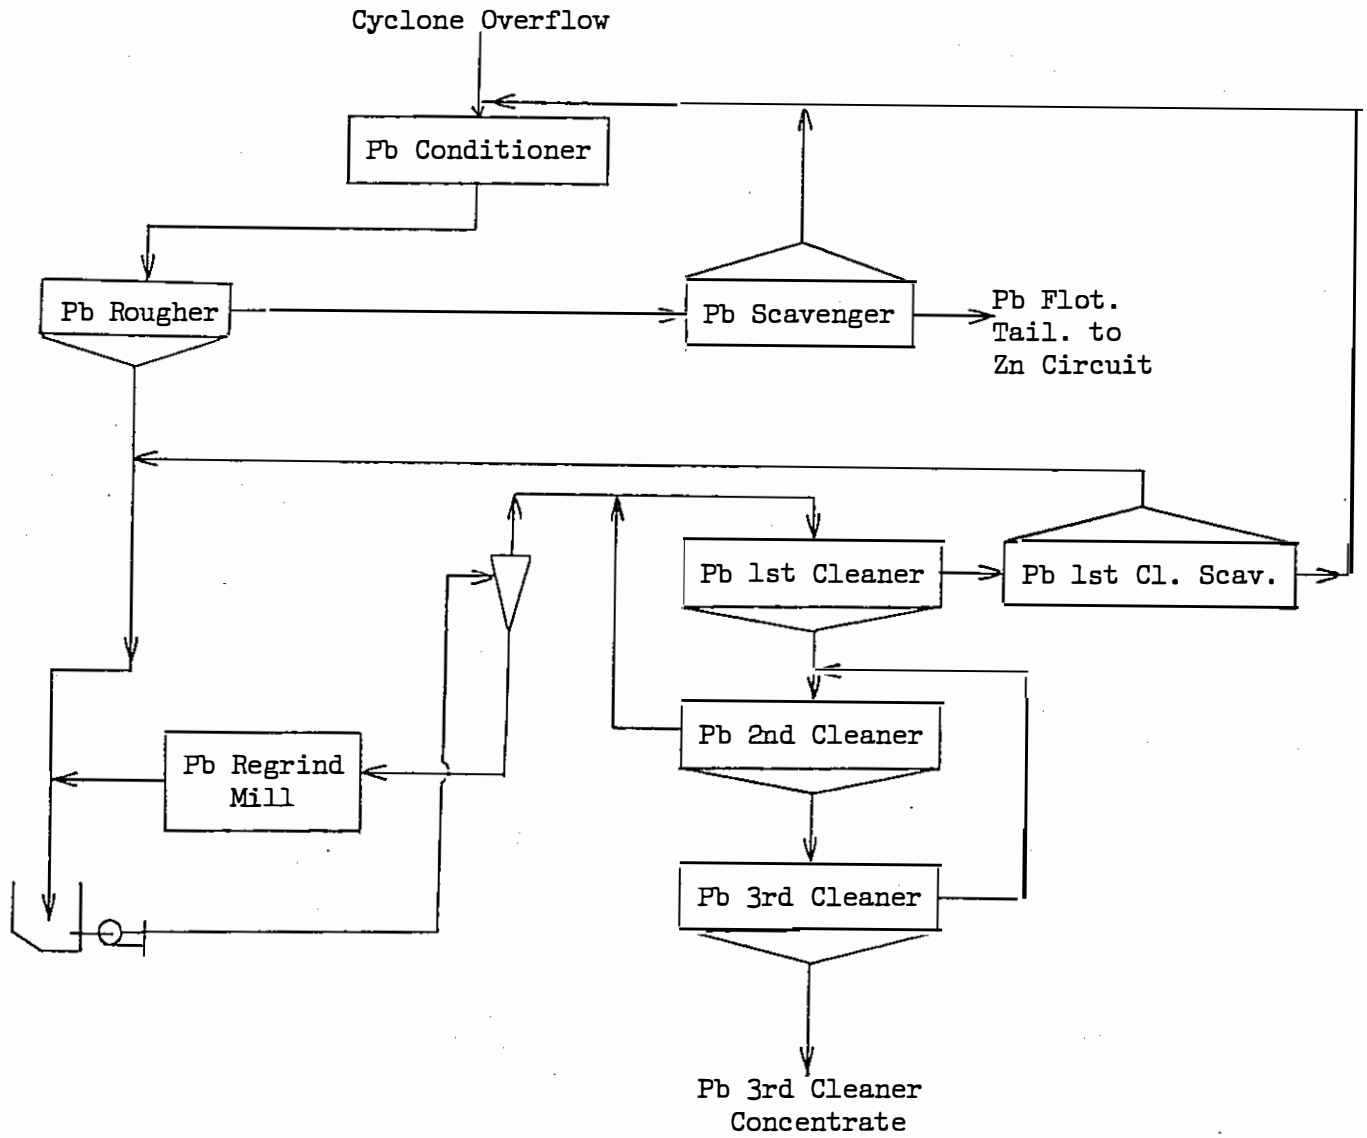 Cyclone Overflow
Pb Conditioner
Pb Rougher
Pb Scavenger
Pb Flot.
Tail. to
Zn Circuit
Pb 1st Cleaner
Pb 1st Cl. Scav.
Pb 2nd Cleaner
Pb Regrind
Mill
Pb 3rd Cleaner
Pb 3rd Cleaner
Concentrate